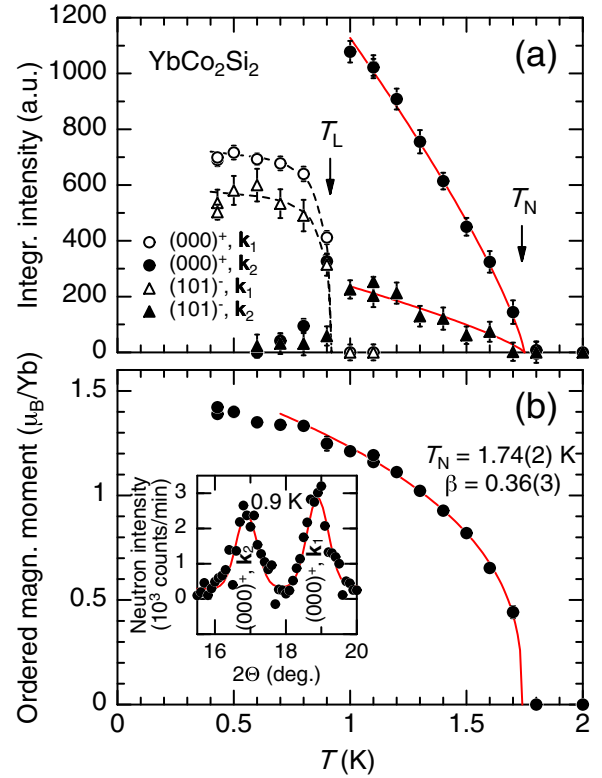 (a)
YbCo2Si2
Integr. intensity (a.u.)
1200
1000
800
600
400
200
0
TL
TN
(000)+, k1
(000)+, k2
(101)-, k1
(101)-, k2
(b)
Ordered magn. moment (μB/Yb)
1.5
1
0.5
0
TN = 1.74(2) K
β = 0.36(3)
0.9 K
Neutron intensity
(10³ counts/min)
3
2
1
0
(000)+, k2
(000)+, k1
16
18
20
2Θ (deg.)
0
0.5
1
1.5
2
T (K)